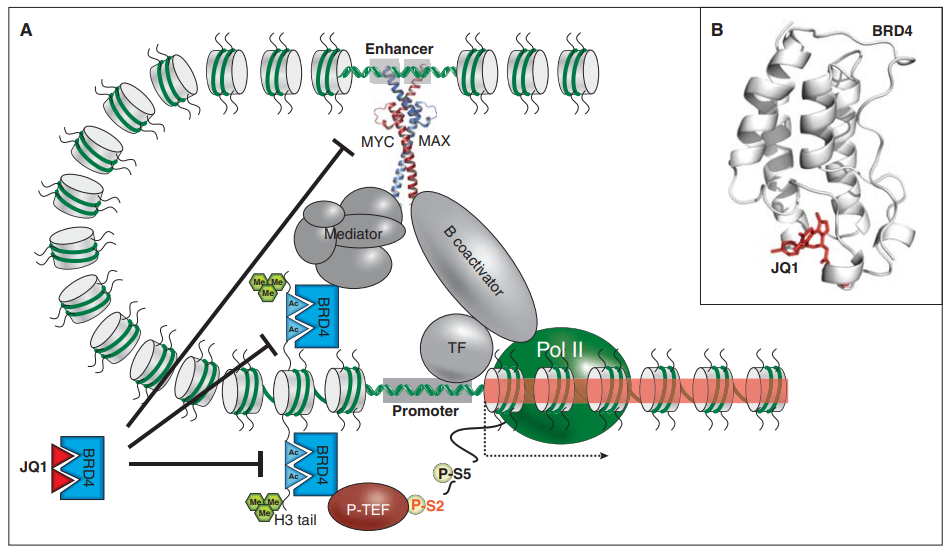 A
Enhancer
MYC
MAX
Mediator
B coactivator
Me
Me
Me
Ac
Ac
BRD4
TF
Pol II
Promoter
JQ1
BRD4
Ac
Ac
BRD4
Me
Me
Me
H3 tail
P-TEF
P-S2
P-S5
B
BRD4
JQ1